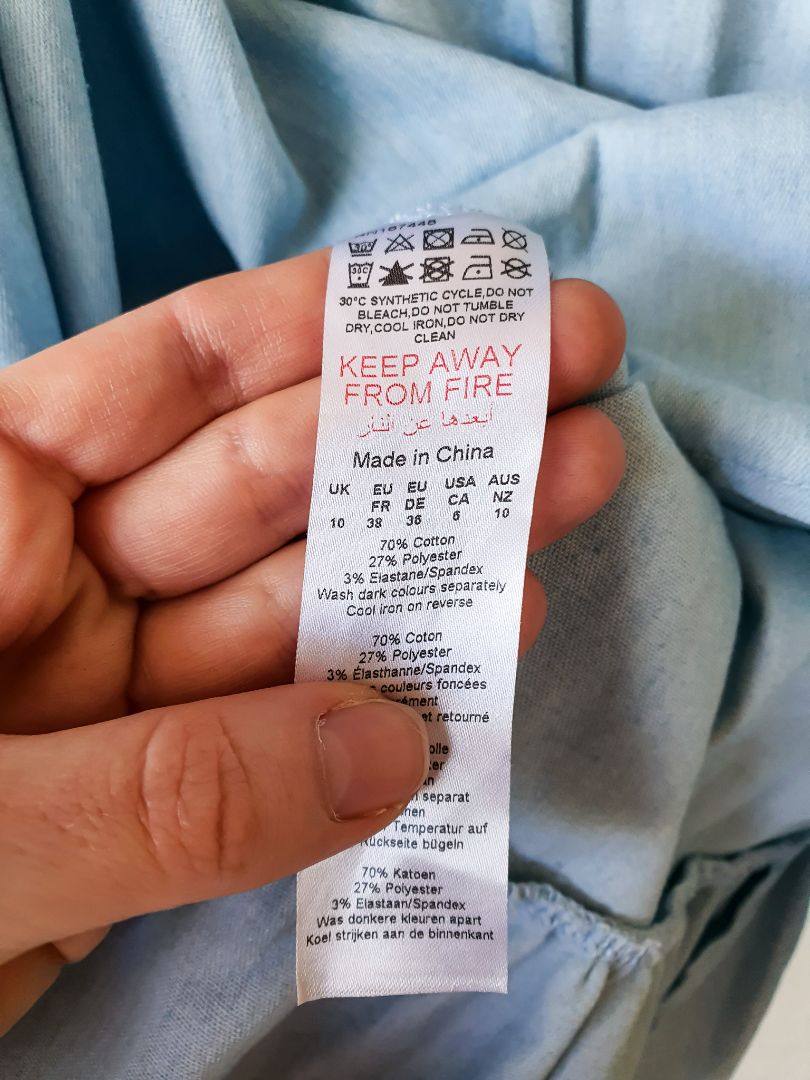 30°C SYNTHETIC CYCLE,DO NOT
BLEACH,DO NOT TUMBLE
DRY,COOL IRON,DO NOT DRY
CLEAN
KEEP AWAY
FROM FIRE
أبعدها عن النار
Made in China
UK EU EU USA AUS
FR DE CA NZ
10 38 36 6 10
70% Cotton
27% Polyester
3% Elastane/Spandex
Wash dark colours separately
Cool iron on reverse
70% Coton
27% Polyester
3% Élasthanne/Spandex
couleurs foncées
et retourné
separat
Temperatur auf
Rückseite bügeln
70% Katoen
27% Polyester
3% Elastaan/Spandex
Was donkere kleuren apart
Koel strijken aan de binnenkant